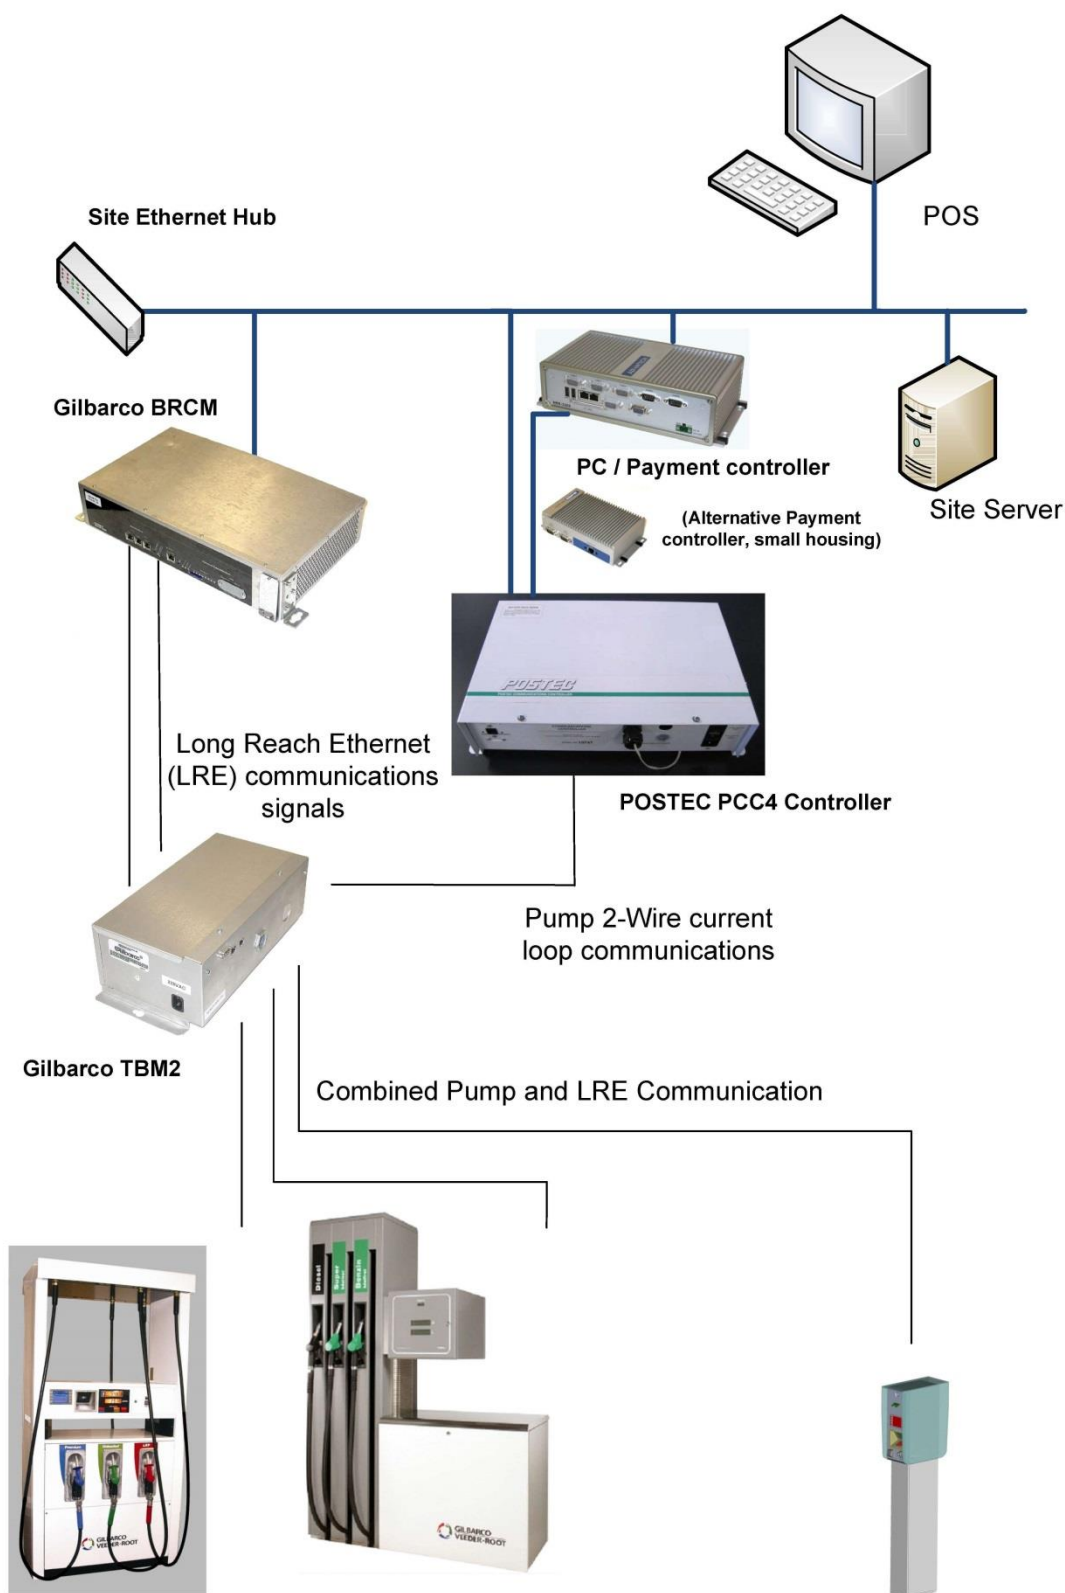 POS
Site Ethernet Hub
Gilbarco BRCM
PC / Payment controller
(Alternative Payment
controller, small housing)
Site Server
POSTEC
Long Reach Ethernet
(LRE) communications
signals
POSTEC PCC4 Controller
Pump 2-Wire current
loop communications
Gilbarco TBM2
Combined Pump and LRE Communication
Diesel
Super
GILBARCO
VEEDER-ROOT
GILBARCO
VEEDER-ROOT